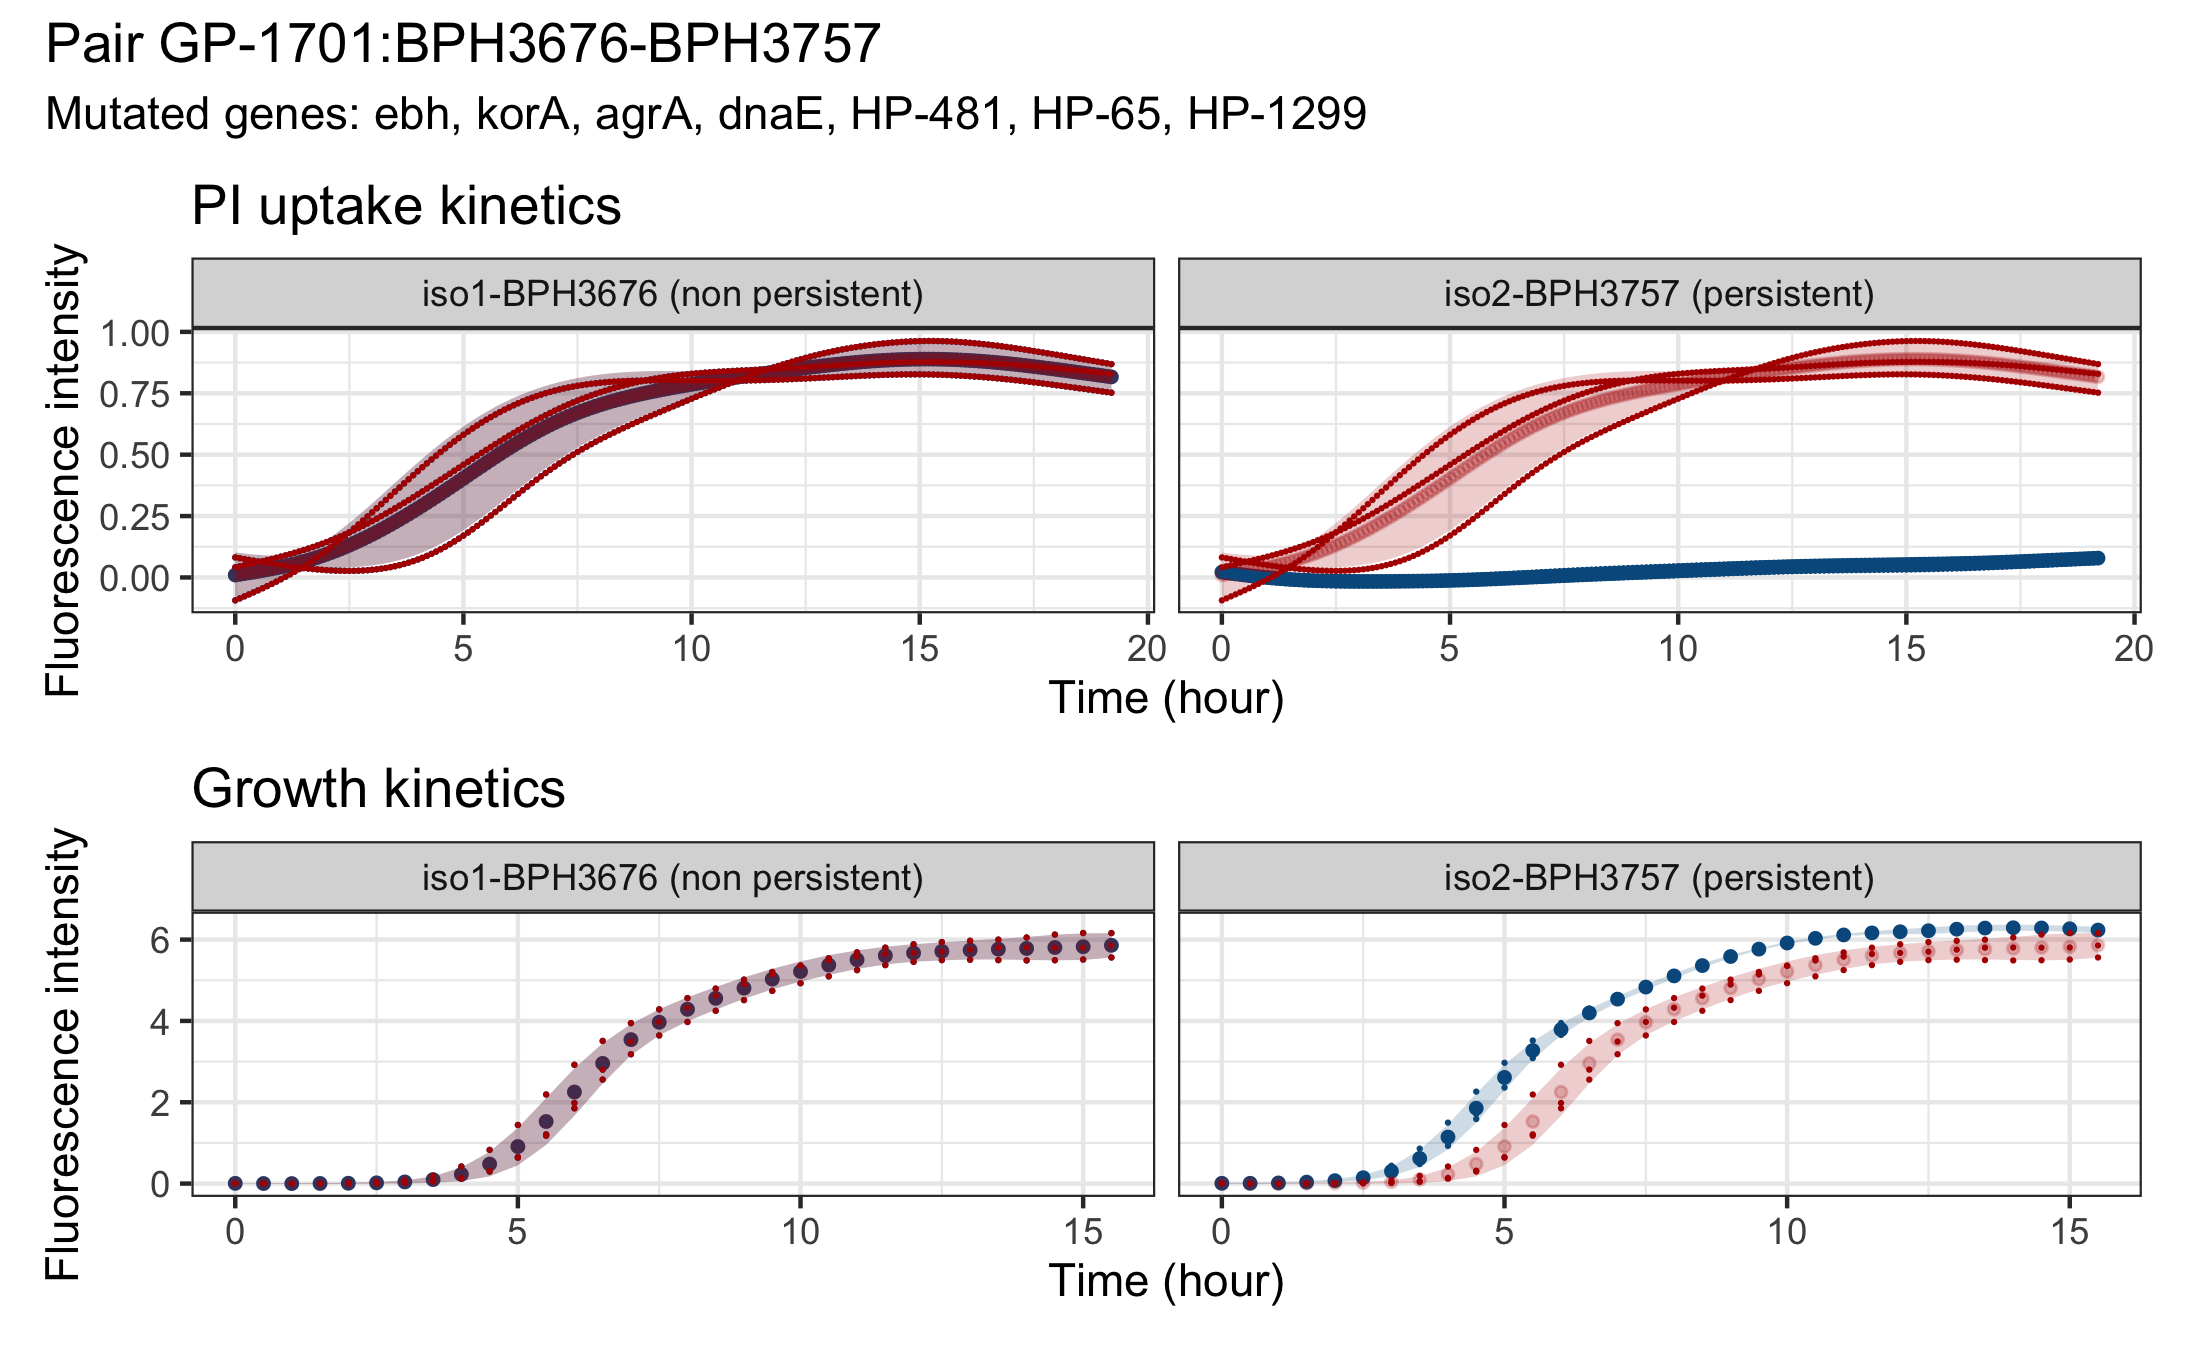 Pair GP-1701:BPH3676-BPH3757
Mutated genes: ebh, korA, agrA, dnaE, HP-481, HP-65, HP-1299
PI uptake kinetics
Fluorescence intensity
iso1-BPH3676 (non persistent)
iso2-BPH3757 (persistent)
1.00
0.75
0.50
0.25
0.00
0 5 10 15 20 0 5 10 15 20
Time (hour)
Growth kinetics
Fluorescence intensity
iso1-BPH3676 (non persistent)
iso2-BPH3757 (persistent)
6
4
2
0
0 5 10 15 0 5 10 15
Time (hour)